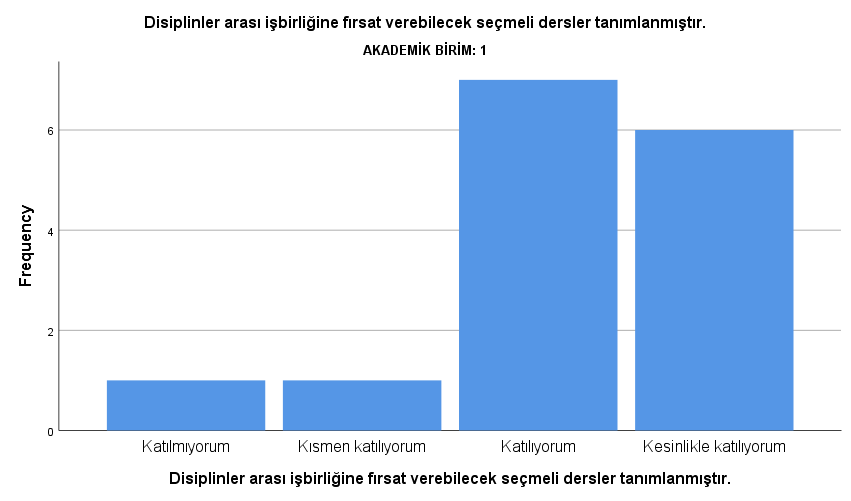 Disiplinler arası işbirliğine fırsat verebilecek seçmeli dersler tanımlanmıştır.
AKADEMİK BİRİM: 1
Frequency
6
4
2
0
Katılmıyorum
Kısmen katılıyorum
Katılıyorum
Kesinlikle katılıyorum
Disiplinler arası işbirliğine fırsat verebilecek seçmeli dersler tanımlanmıştır.